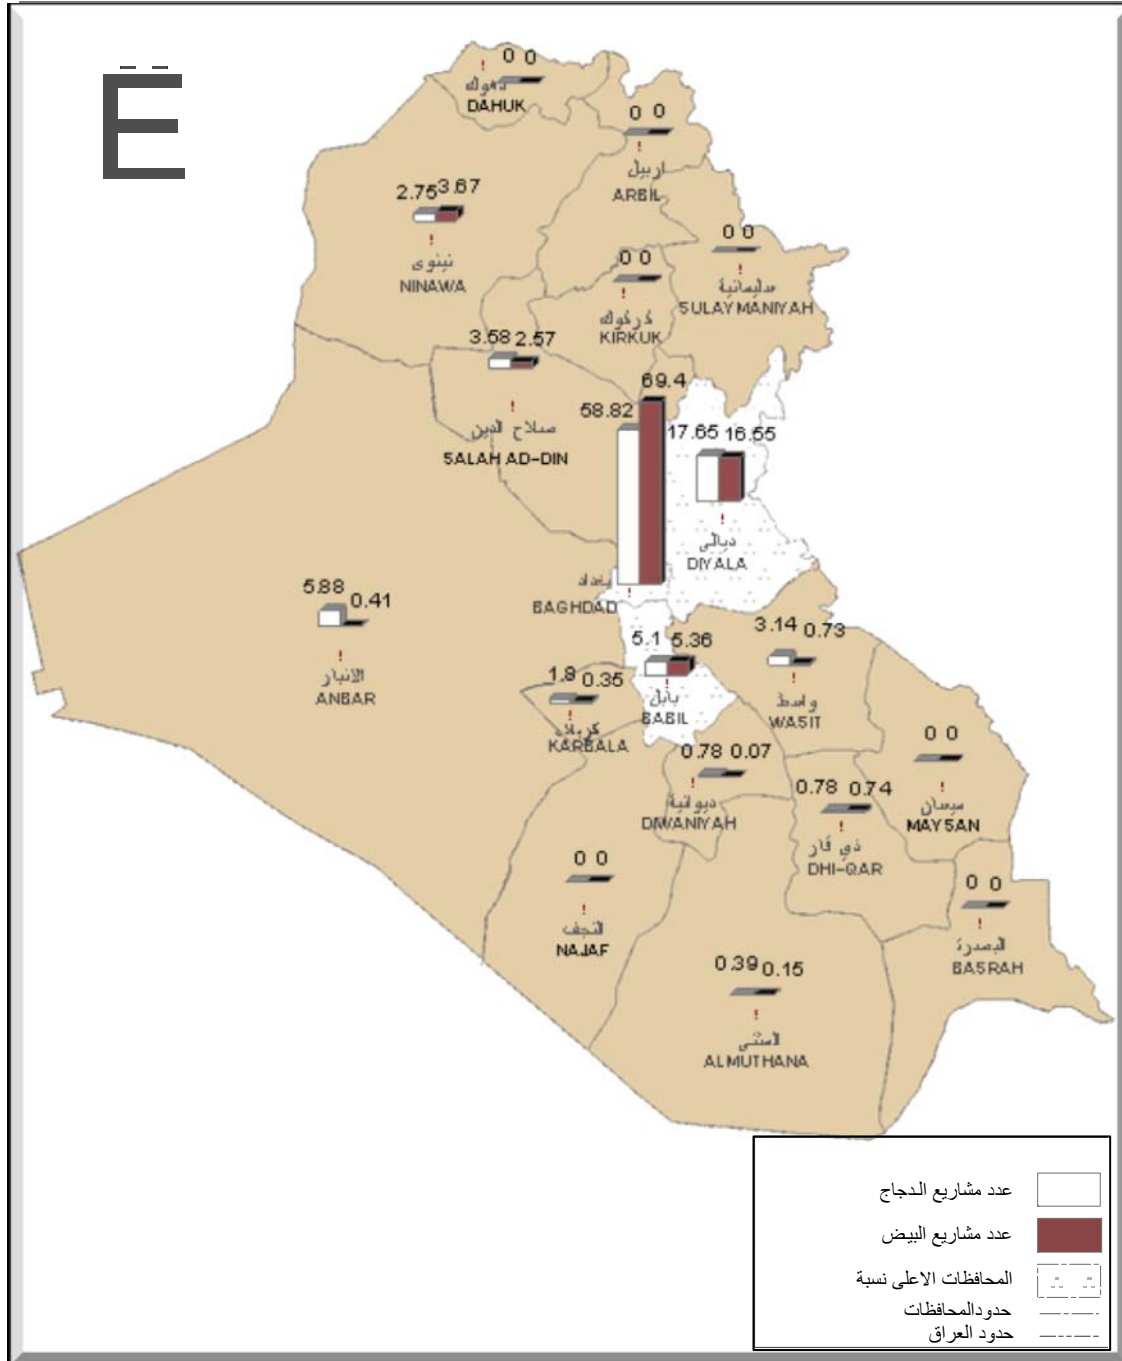 Ë
0 0
دهوك
DAHUK
0 0
اربيل
ARBIL
2.75 3.67
نينوى
NINAWA
0 0
سليمانية
SULAYMANIYAH
0 0
كركوك
KIRKUK
3.58 2.57
صلاح الدين
SALAH AD-DIN
58.82 69.4
بغداد
BAGHDAD
17.65 16.55
ديالى
DIYALA
5.88 0.41
الانبار
ANBAR
5.1 5.36
بابل
BABIL
3.14 0.73
واسط
WASIT
1.8 0.35
كربلاء
KARBALA
0.78 0.07
ديوانية
DIWANIYAH
0 0
ميسان
MAYSAN
0.78 0.74
ذي قار
DHI-QAR
0 0
النجف
NAJAF
0 0
البصرة
BASRAH
0.39 0.15
المثنى
ALMUTHANA
عدد مشاريع الدجاج
عدد مشاريع البيض
المحافظات الاعلى نسبة
حدودالمحافظات
حدود العراق